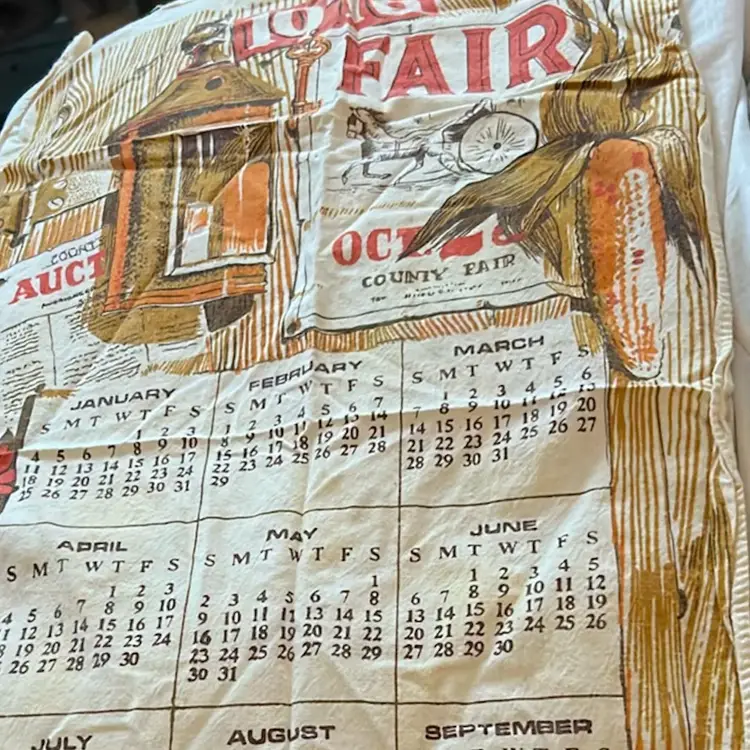 FAIR
OCT.
COUNTY FAIR
AUCT
JANUARY
S M T W T F S
1 2 3
4 5 6 7 8 9 10
11 12 13 14 15 16 17
18 19 20 21 22 23 24
25 26 27 28 29 30 31
FEBRUARY
S M T W T F S
1 2 3 4 5 6 7
8 9 10 11 12 13 14
15 16 17 18 19 20 21
22 23 24 25 26 27 28
29
MARCH
S M T W T F S
1 2 3 4 5 6
7 8 9 10 11 12 13
14 15 16 17 18 19 20
21 22 23 24 25 26 27
28 29 30 31
APRIL
S M T W T F S
1 2 3
4 5 6 7 8 9 10
1 12 13 14 15 16 17
8 19 20 21 22 23 24
5 26 27 28 29 30
MAY
S M T W T F S
1
2 3 4 5 6 7 8
9 10 11 12 13 14 15
16 17 18 19 20 21 22
23 24 25 26 27 28 29
30 31
JUNE
S M T W T F S
1 2 3 4 5
6 7 8 9 10 11 12
13 14 15 16 17 18 19
20 21 22 23 24 25 26
27 28 29 30
JULY
AUGUST
SEPTEMBER